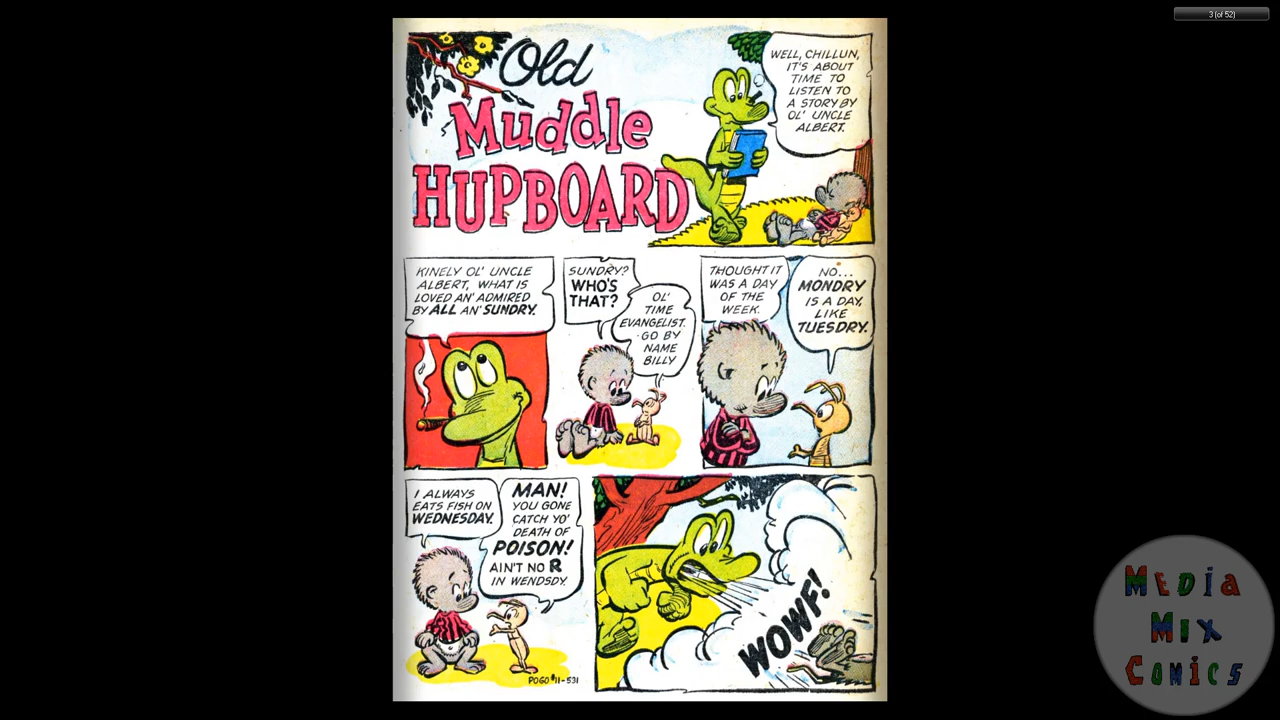 3 (of 52)
Old
Muddle
HUPBOARD
WELL, CHILLUN,
IT'S ABOUT
TIME TO
LISTEN TO
A STORY BY
OL' UNCLE
ALBERT.
KINELY OL' UNCLE
ALBERT, WHAT IS
LOVED AN' ADMIRED
BY ALL AN' SUNDRY.
SUNDRY?
WHO'S
THAT?
OL'
TIME
EVANGELIST.
GO BY
NAME
BILLY
THOUGHT IT
WAS A DAY
OF THE
WEEK.
NO...
MONDRY
IS A DAY,
LIKE
TUESDRY.
I ALWAYS
EATS FISH ON
WEDNESDAY.
MAN!
YOU GONE
CATCH YO'
DEATH OF
POISON!
AIN'T NO R
IN WENDSDY.
POGO #11-531
WOWF!
MEDIA
MIX
COMICS